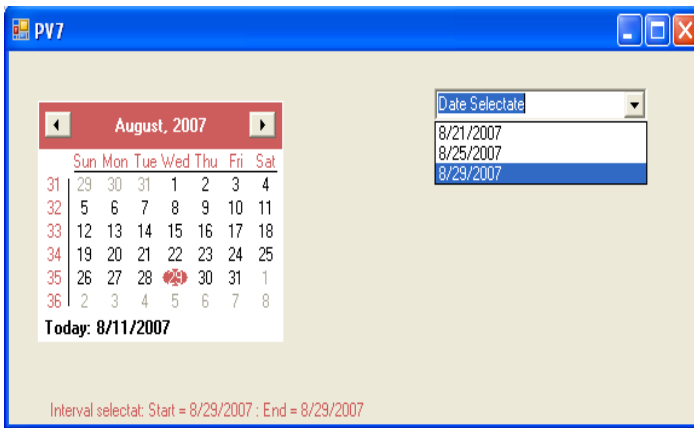 PV7
August, 2007
Sun Mon Tue Wed Thu Fri Sat
31 29 30 31 1 2 3 4
32 5 6 7 8 9 10 11
33 12 13 14 15 16 17 18
34 19 20 21 22 23 24 25
35 26 27 28 29 30 31 1
36 2 3 4 5 6 7 8
Today: 8/11/2007
Date Selectate
8/21/2007
8/25/2007
8/29/2007
Interval selectat: Start = 8/29/2007 : End = 8/29/2007